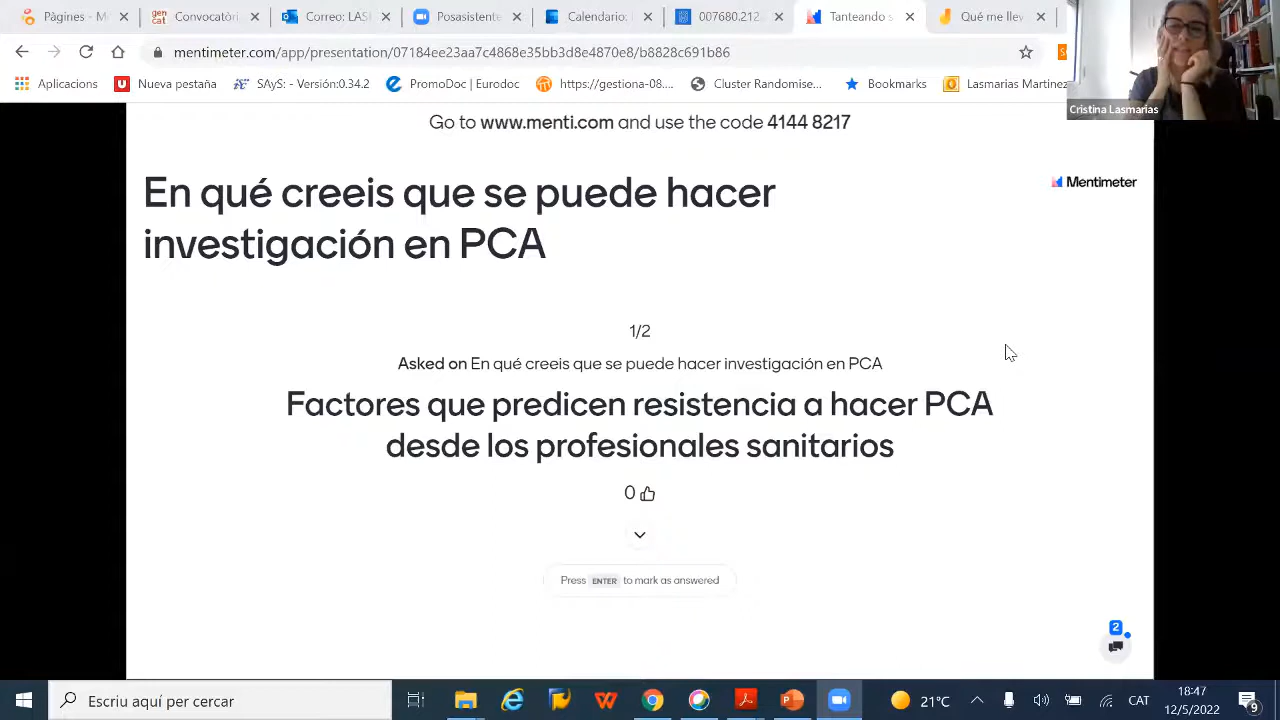 Pàgines - M
Convocatòri
Correo: LAS
Posasistente
Calendario:
007680.212
Tanteando s
Qué me llev
mentimeter.com/app/presentation/07184ee23aa7c4868e35bb3d8e4870e8/b8828c691b86
Aplicacions
Nueva pestaña
SAyS: - Versión:0.34.2
PromoDoc | Eurodoc
https://gestiona-08....
Cluster Randomise...
Bookmarks
Lasmarias Martinez
Cristina Lasmarias
Go to www.menti.com and use the code 4144 8217
Mentimeter
En qué creeis que se puede hacer
investigación en PCA
1/2
Asked on En qué creeis que se puede hacer investigación en PCA
Factores que predicen resistencia a hacer PCA
desde los profesionales sanitarios
0
Press ENTER to mark as answered
2
Escriu aquí per cercar
21°C
CAT
18:47
12/5/2022
9